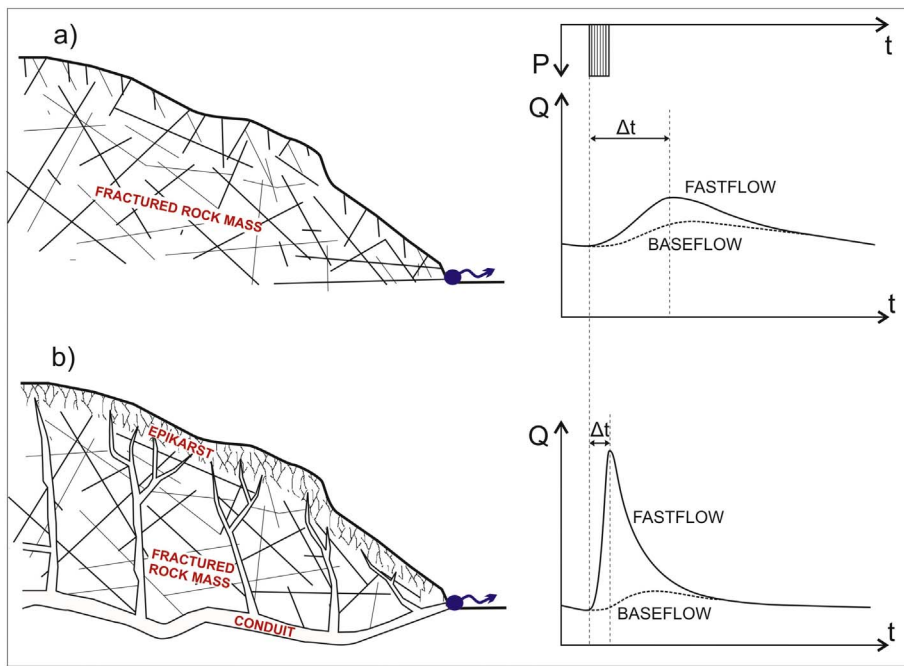 a)
FRACTURED ROCK MASS
P
t
Q
Δt
FASTFLOW
BASEFLOW
t
b)
EPIKARST
FRACTURED
ROCK MASS
CONDUIT
Q
Δt
FASTFLOW
BASEFLOW
t